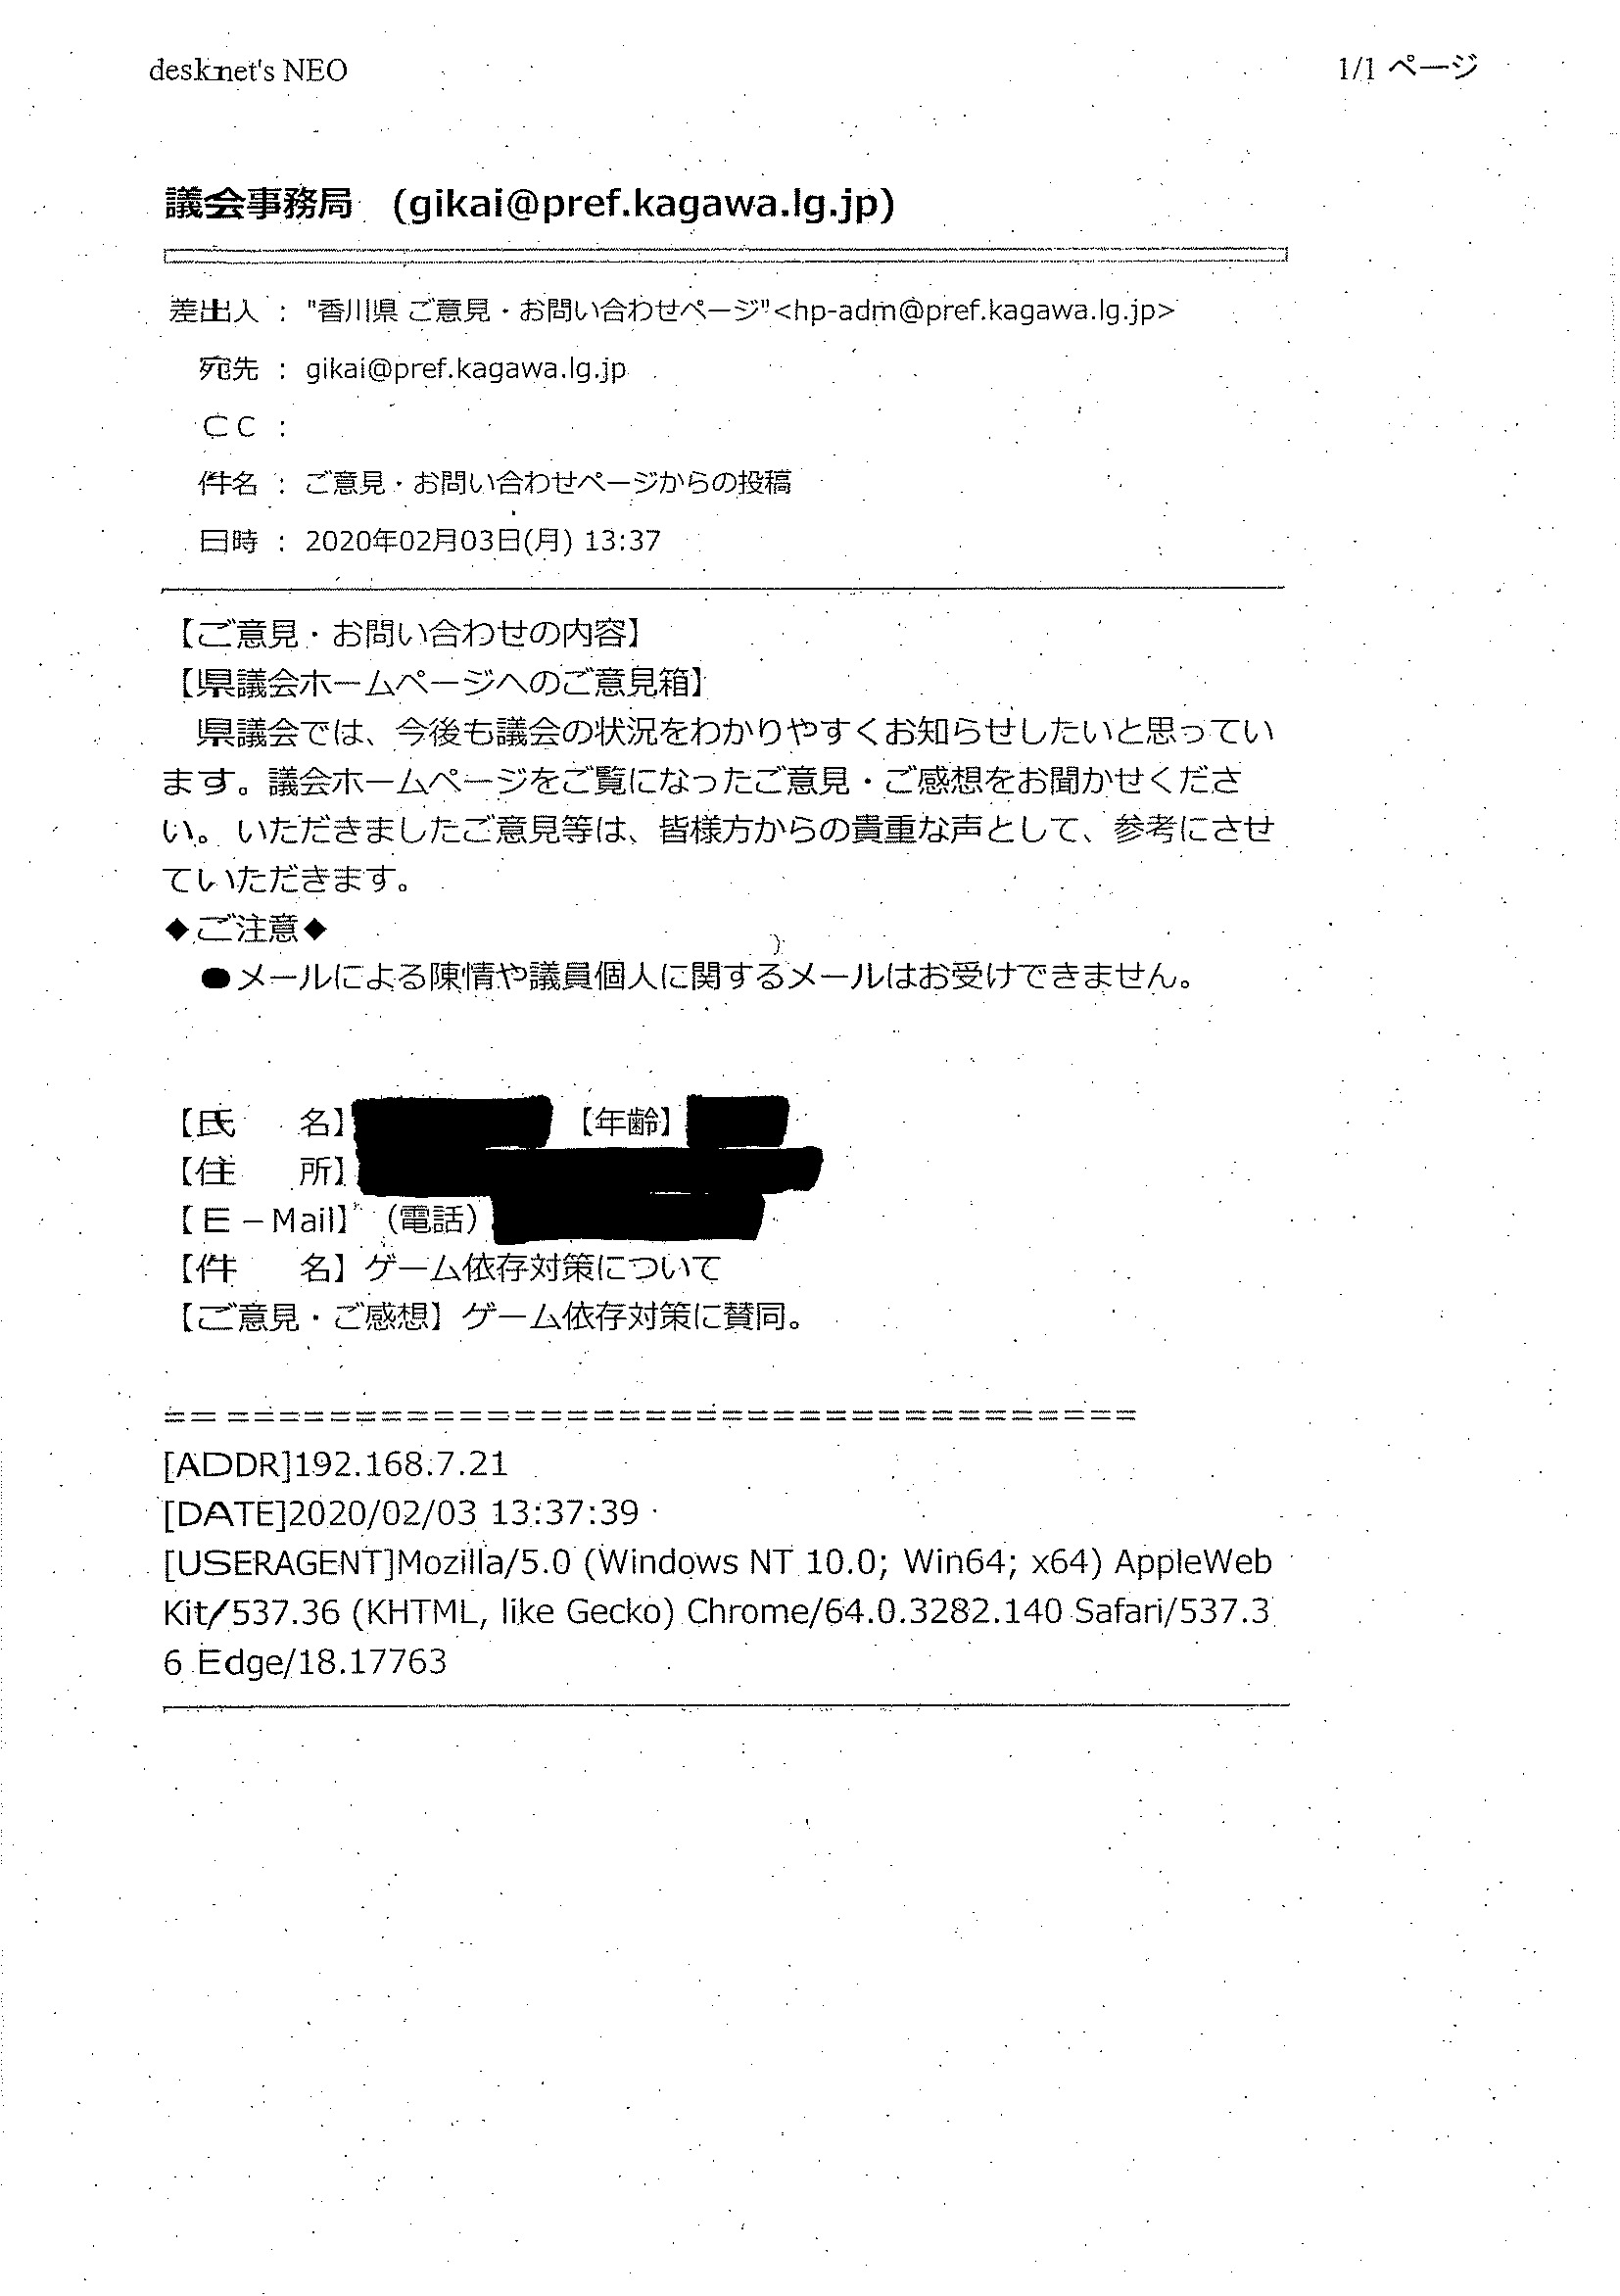 desknet's NEO 1/1 ページ
議会事務局 (gikai@pref.kagawa.lg.jp)
差出人 : "香川県 ご意見・お問い合わせページ"<hp-adm@pref.kagawa.lg.jp>
宛先 : gikai@pref.kagawa.lg.jp
ＣＣ :
件名 : ご意見・お問い合わせページからの投稿
日時 : 2020年02月03日(月) 13:37
【ご意見・お問い合わせの内容】
【県議会ホームページへのご意見箱】
県議会では、今後も議会の状況をわかりやすくお知らせしたいと思ってい
ます。議会ホームページをご覧になったご意見・ご感想をお聞かせくださ
い。いただきましたご意見等は、皆様方からの貴重な声として、参考にさせ
ていただきます。
◆ご注意◆
●メールによる陳情や議員個人に関するメールはお受けできません。
【氏　　名】 【年齢】
【住　　所】
【Ｅ－Mail】（電話）
【件　　名】ゲーム依存対策について
【ご意見・ご感想】ゲーム依存対策に賛同。
======================================
[ADDR]192.168.7.21
[DATE]2020/02/03 13:37:39
[USERAGENT]Mozilla/5.0 (Windows NT 10.0; Win64; x64) AppleWeb
Kit/537.36 (KHTML, like Gecko) Chrome/64.0.3282.140 Safari/537.3
6 Edge/18.17763